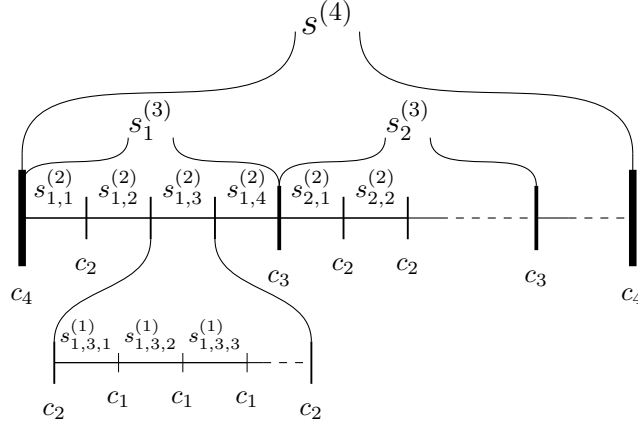 s^{(4)}
s_1^{(3)} s_2^{(3)}
s_{1,1}^{(2)} s_{1,2}^{(2)} s_{1,3}^{(2)} s_{1,4}^{(2)} s_{2,1}^{(2)} s_{2,2}^{(2)}
c_4 c_2 c_3 c_2 c_2 c_3 c_4
s_{1,3,1}^{(1)} s_{1,3,2}^{(1)} s_{1,3,3}^{(1)}
c_2 c_1 c_1 c_1 c_2